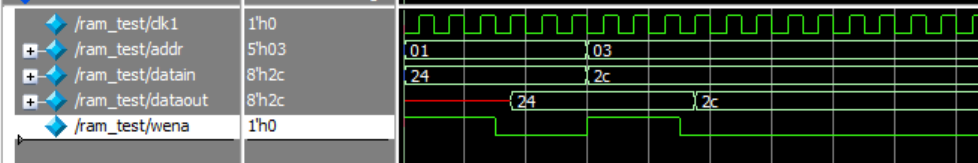 /ram_test/clk1 1'h0
/ram_test/addr 5'h03 01 03
/ram_test/datain 8'h2c 24 2c
/ram_test/dataout 8'h2c 24 2c
/ram_test/wena 1'h0